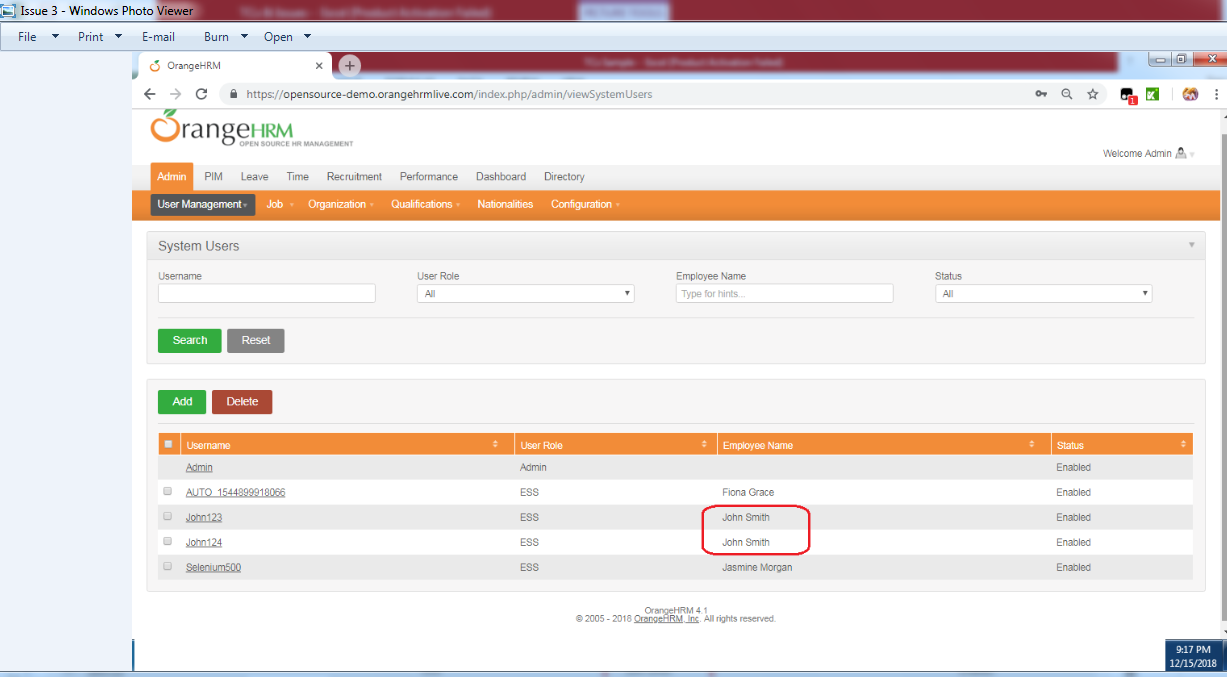 Issue 3 - Windows Photo Viewer
File Print E-mail Burn Open
OrangeHRM
https://opensource-demo.orangehrmlive.com/index.php/admin/viewSystemUsers
1
OrangeHRM
OPEN SOURCE HR MANAGEMENT
Welcome Admin
Admin PIM Leave Time Recruitment Performance Dashboard Directory
User Management Job Organization Qualifications Nationalities Configuration
System Users
Username User Role Employee Name Status
All Type for hints... All
Search Reset
Add Delete
Username User Role Employee Name Status
Admin Admin Enabled
AUTO_1544899918066 ESS Fiona Grace Enabled
John123 ESS John Smith Enabled
John124 ESS John Smith Enabled
Selenium500 ESS Jasmine Morgan Enabled
OrangeHRM 4.1
© 2005 - 2018 OrangeHRM, Inc. All rights reserved.
9:17 PM
12/15/2018